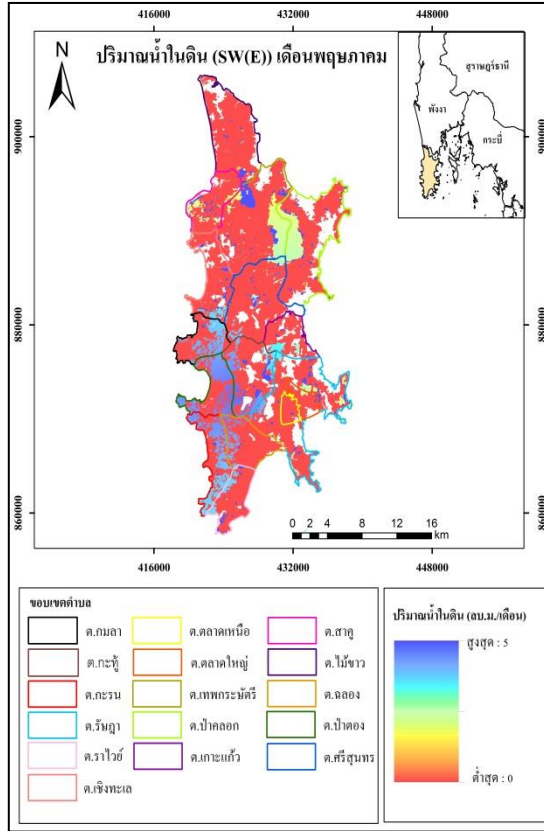 416000 432000 448000
N
ปริมาณน้ำในดิน (SW(E)) เดือนพฤษภาคม
สุราษฎร์ธานี
พังงา
กระบี่
900000 900000
880000 880000
860000 860000
0 2 4 8 12 16
km
416000 432000 448000
ขอบเขตตำบล
ต.กมลา ต.ตลาดเหนือ ต.สาคู
ต.กะทู้ ต.ตลาดใหญ่ ต.ไม้ขาว
ต.กะรน ต.เทพกระษัตรี ต.ฉลอง
ต.รัษฎา ต.ป่าคลอก ต.ป่าตอง
ต.ราไวย์ ต.เกาะแก้ว ต.ศรีสุนทร
ต.เชิงทะเล
ปริมาณน้ำในดิน (ลบ.ม./เดือน)
สูงสุด : 5
ต่ำสุด : 0